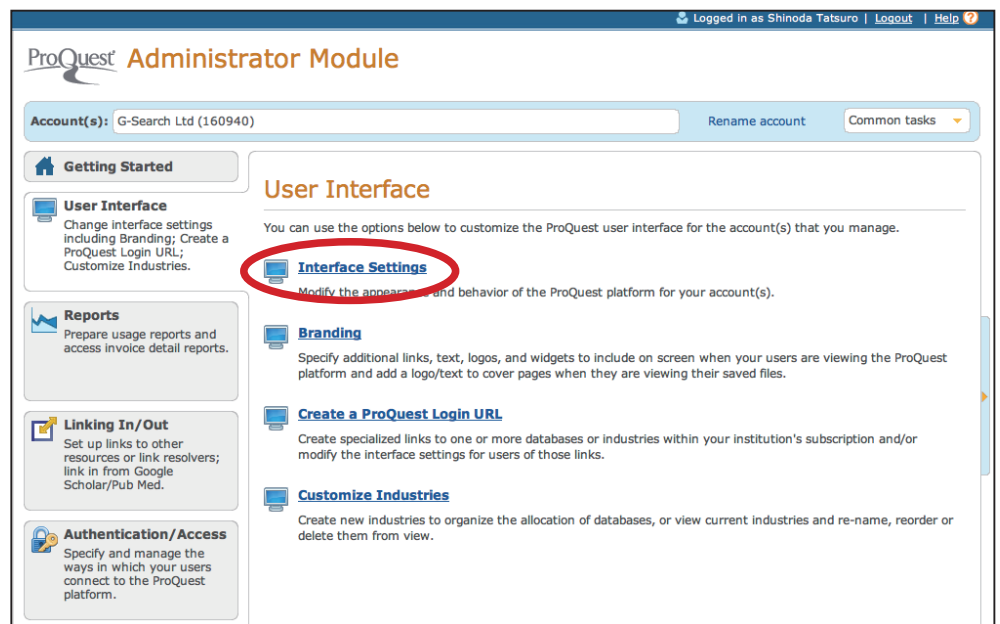 Logged in as Shinoda Tatsuro | Logout | Help ?
ProQuest Administrator Module
Account(s): G-Search Ltd (160940) Rename account Common tasks
Getting Started
User Interface
Change interface settings
including Branding; Create a
ProQuest Login URL;
Customize Industries.
Reports
Prepare usage reports and
access invoice detail reports.
Linking In/Out
Set up links to other
resources or link resolvers;
link in from Google
Scholar/Pub Med.
Authentication/Access
Specify and manage the
ways in which your users
connect to the ProQuest
platform.
User Interface
You can use the options below to customize the ProQuest user interface for the account(s) that you manage.
Interface Settings
Modify the appearance and behavior of the ProQuest platform for your account(s).
Branding
Specify additional links, text, logos, and widgets to include on screen when your users are viewing the ProQuest
platform and add a logo/text to cover pages when they are viewing their saved files.
Create a ProQuest Login URL
Create specialized links to one or more databases or industries within your institution's subscription and/or
modify the interface settings for users of those links.
Customize Industries
Create new industries to organize the allocation of databases, or view current industries and re-name, reorder or
delete them from view.